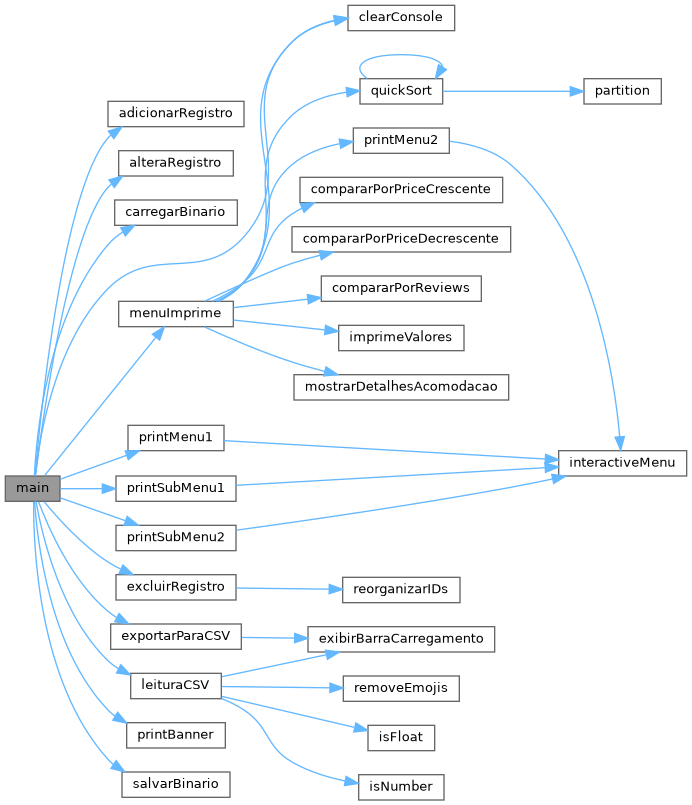 clearConsole
quickSort
partition
adicionarRegistro
printMenu2
alteraRegistro
compararPorPriceCrescente
carregarBinario
compararPorPriceDecrescente
compararPorReviews
menuImprime
imprimeValores
mostrarDetalhesAcomodacao
printMenu1
interactiveMenu
main
printSubMenu1
printSubMenu2
excluirRegistro
reorganizarIDs
exportarParaCSV
exibirBarraCarregamento
leituraCSV
removeEmojis
printBanner
isFloat
salvarBinario
isNumber